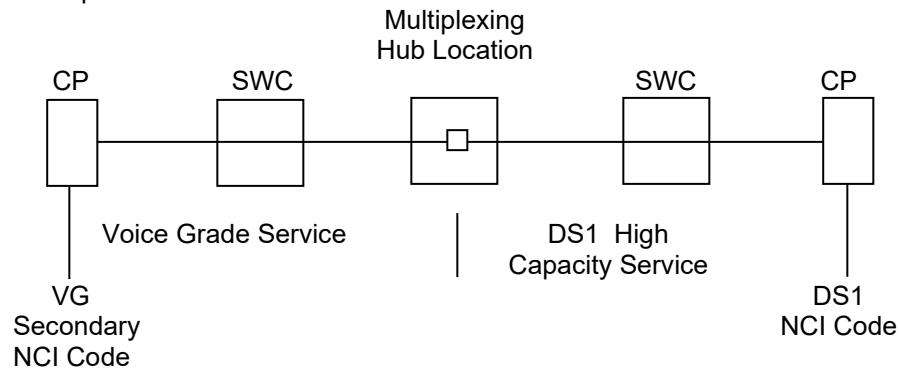 Multiplexing
Hub Location
CP
SWC
SWC
CP
Voice Grade Service
DS1 High
Capacity Service
VG
Secondary
NCI Code
DS1
NCI Code